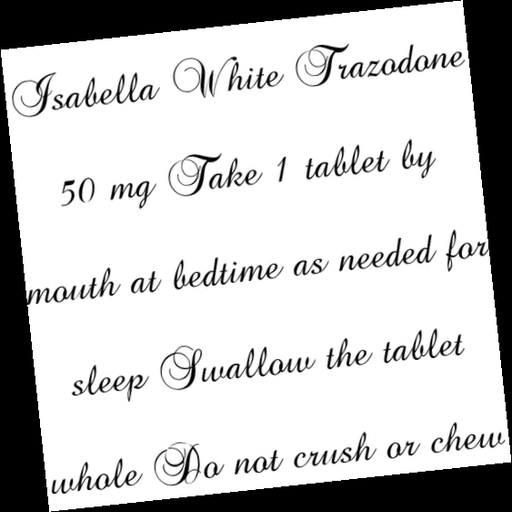 Isabella White Trazodone
50 mg Take 1 tablet by
mouth at bedtime as needed for
sleep Swallow the tablet
whole Do not crush or chew